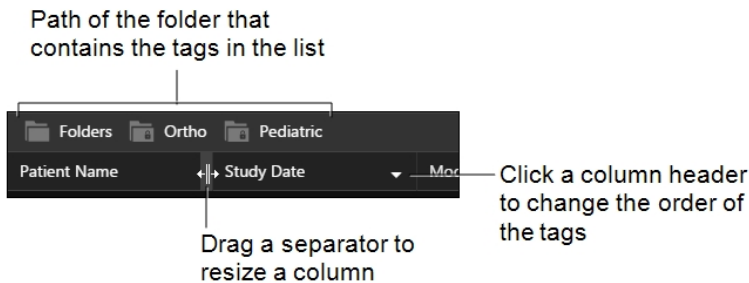 Path of the folder that
contains the tags in the list
Folders Ortho Pediatric
Patient Name Study Date
Click a column header
to change the order of
the tags
Drag a separator to
resize a column